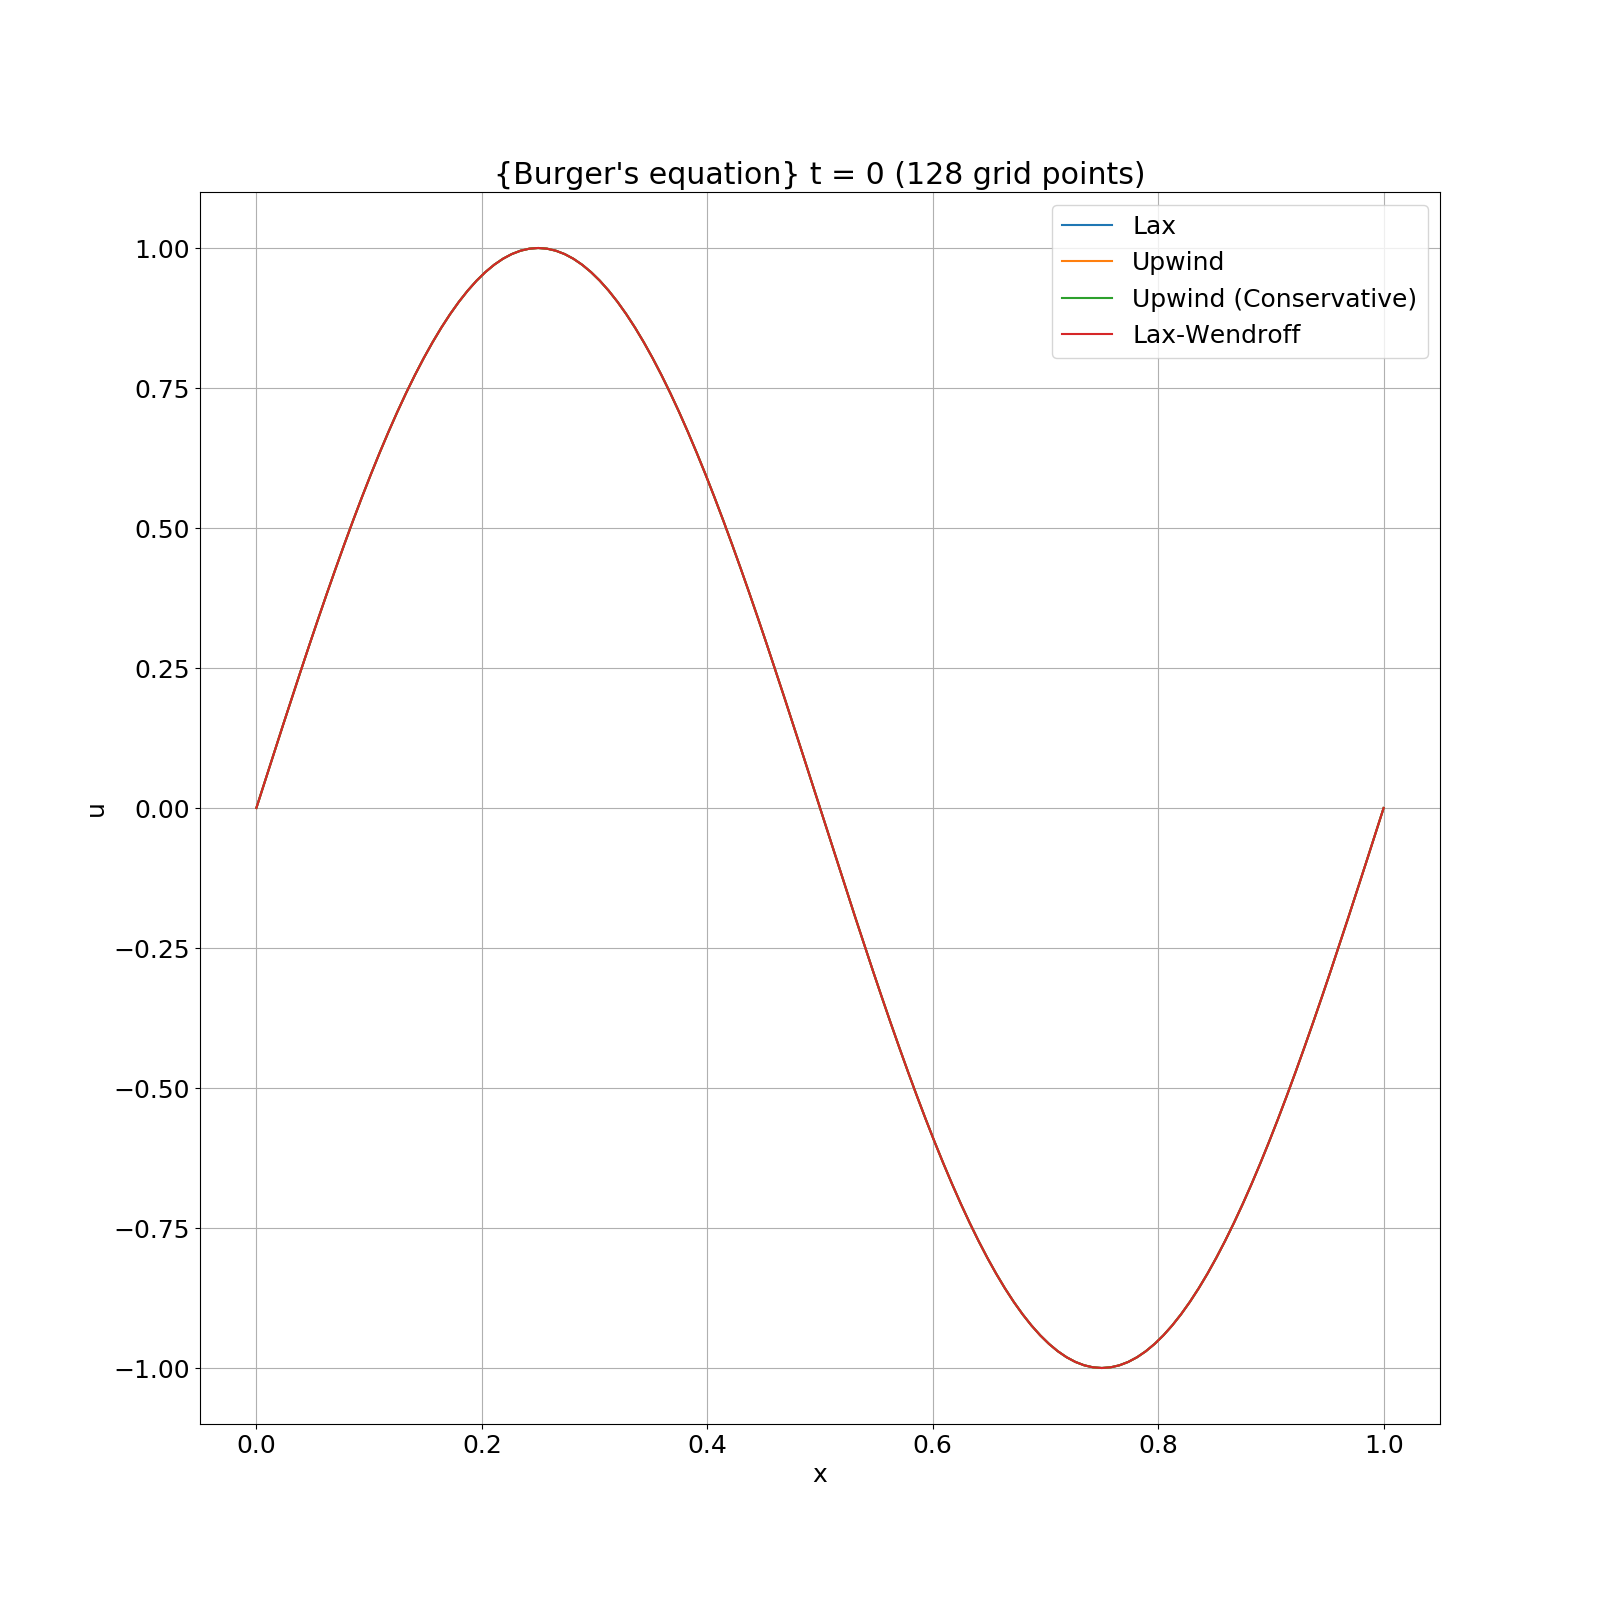 {Burger's equation} t = 0 (128 grid points)
Lax
Upwind
Upwind (Conservative)
Lax-Wendroff
1.00
0.75
0.50
0.25
0.00
−0.25
−0.50
−0.75
−1.00
u
0.0 0.2 0.4 0.6 0.8 1.0
x